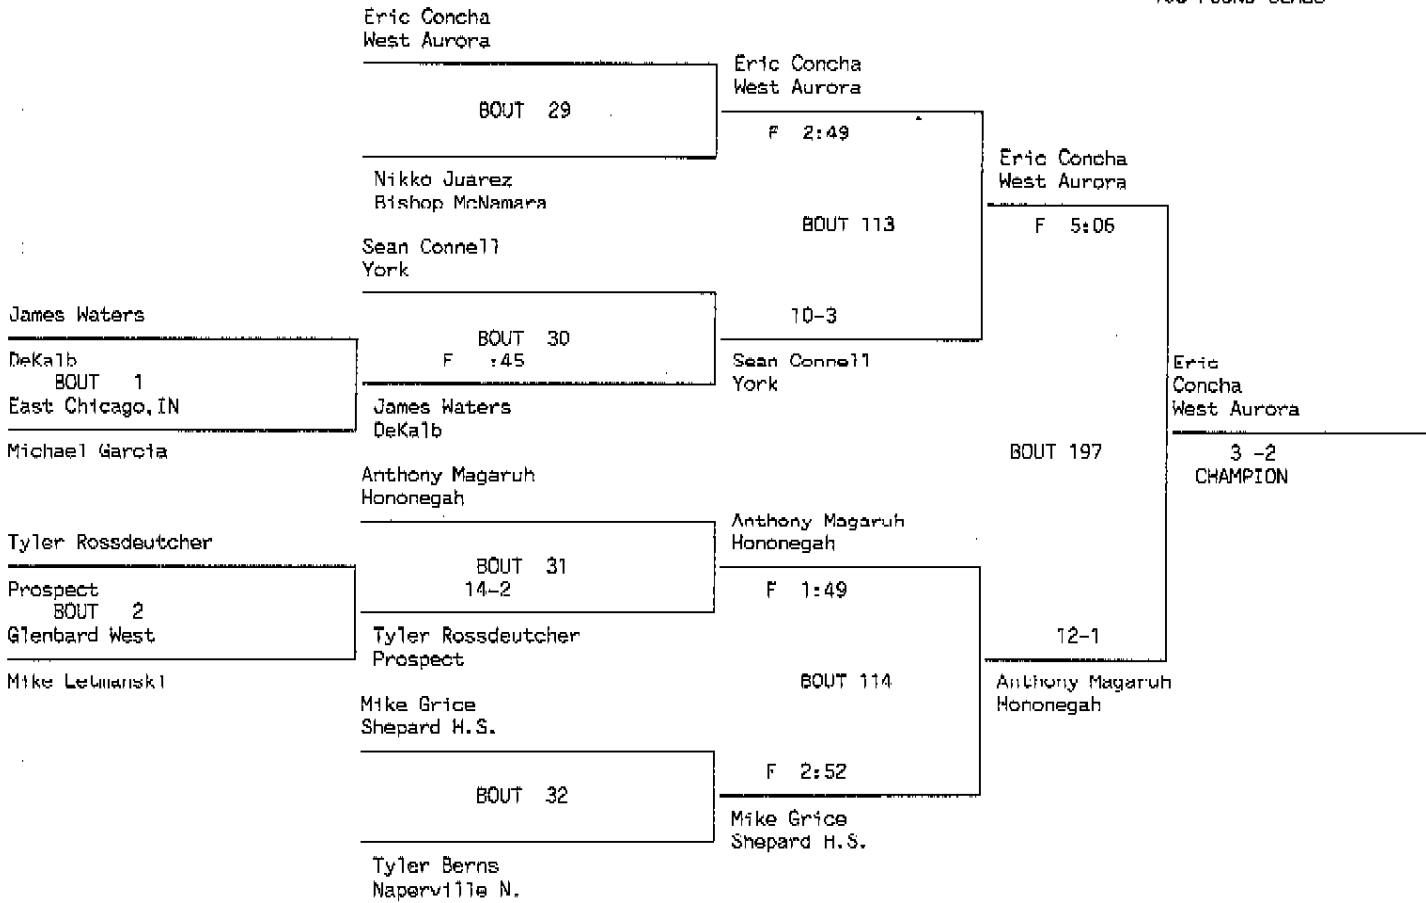 Eric Concha
West Aurora
BOUT 29
Nikko Juarez
Bishop McNamara
Sean Connell
York
James Waters
DeKalb
BOUT 1
East Chicago, IN
Michael Garcia
BOUT 30
F :45
James Waters
DeKalb
Anthony Magaruh
Hononegah
Tyler Rossdeutcher
Prospect
BOUT 2
Glenbard West
Mike Letmanski
BOUT 31
14-2
Tyler Rossdeutcher
Prospect
Mike Grice
Shepard H.S.
BOUT 32
Tyler Berns
Naperville N.
Eric Concha
West Aurora
F 2:49
BOUT 113
10-3
Sean Connell
York
Anthony Magaruh
Hononegah
F 1:49
BOUT 114
F 2:52
Mike Grice
Shepard H.S.
Eric Concha
West Aurora
F 5:06
BOUT 197
12-1
Anthony Magaruh
Hononegah
Eric
Concha
West Aurora
3 -2
CHAMPION